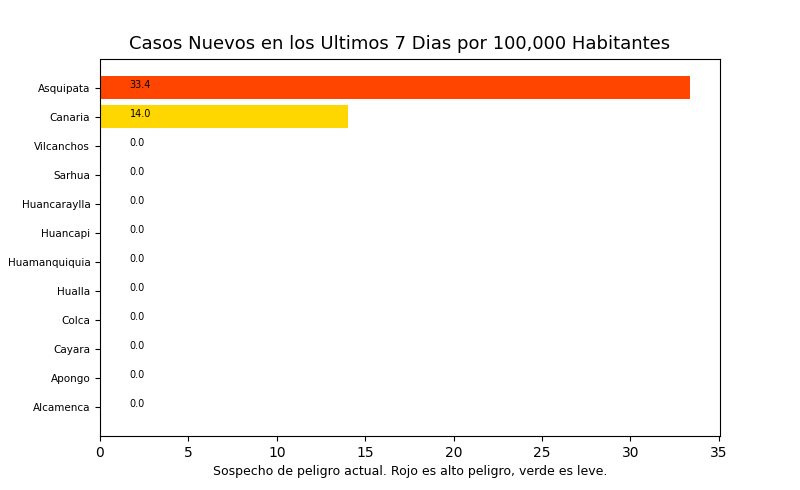 Casos Nuevos en los Ultimos 7 Dias por 100,000 Habitantes
Asquipata 33.4
Canaria 14.0
Vilcanchos 0.0
Sarhua 0.0
Huancaraylla 0.0
Huancapi 0.0
Huamanquiquia 0.0
Hualla 0.0
Colca 0.0
Cayara 0.0
Apongo 0.0
Alcamenca 0.0
0 5 10 15 20 25 30 35
Sospecho de peligro actual. Rojo es alto peligro, verde es leve.